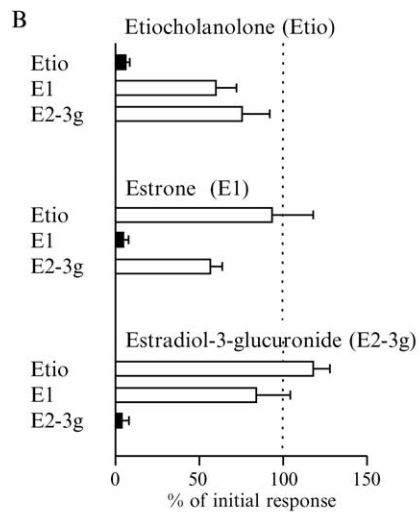 B
Etiocholanolone (Etio)
Etio
E1
E2-3g
Estrone (E1)
Etio
E1
E2-3g
Estradiol-3-glucuronide (E2-3g)
Etio
E1
E2-3g
0 50 100 150
% of initial response